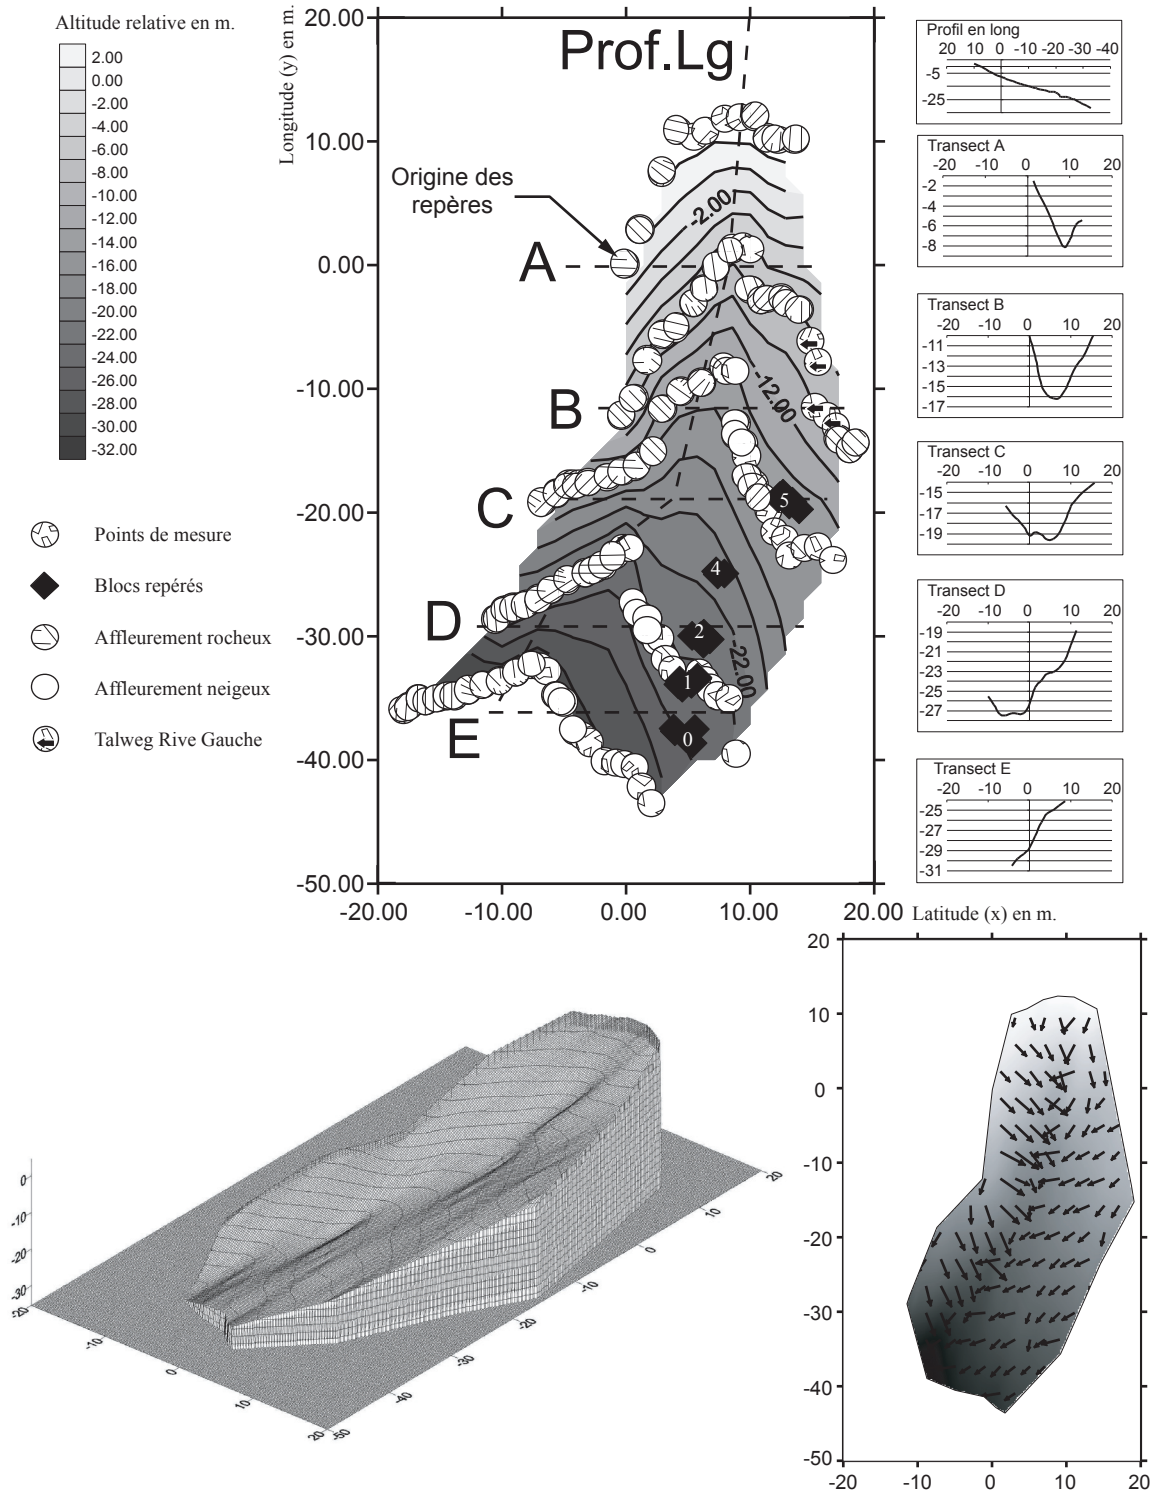 Altitude relative en m.
2.00
0.00
-2.00
-4.00
-6.00
-8.00
-10.00
-12.00
-14.00
-16.00
-18.00
-20.00
-22.00
-24.00
-26.00
-28.00
-30.00
-32.00
Points de mesure
Blocs repérés
Affleurement rocheux
Affleurement neigeux
Talweg Rive Gauche
Longitude (y) en m.
20.00
10.00
0.00
-10.00
-20.00
-30.00
-40.00
-50.00
-20.00 -10.00 0.00 10.00 20.00
Latitude (x) en m.
Prof.Lg
Origine des
repères
-2.00
A
-12.00
B
C
5
4
D
2
-22.00
1
E
0
Profil en long
20 10 0 -10 -20 -30 -40
-5
-25
Transect A
-20 -10 0 10 20
-2
-4
-6
-8
Transect B
-20 -10 0 10 20
-11
-13
-15
-17
Transect C
-20 -10 0 10 20
-15
-17
-19
Transect D
-20 -10 0 10 20
-19
-21
-23
-25
-27
Transect E
-20 -10 0 10 20
-25
-27
-29
-31
0
-10
-20
-30
-20
-10
0
10
20
-50
-40
-30
-20
-10
0
10
20
20
10
0
-10
-20
-30
-40
-50
-20 -10 0 10 20